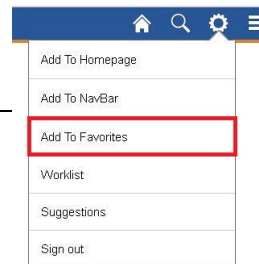 Add To Homepage
Add To NavBar
Add To Favorites
Worklist
Suggestions
Sign out